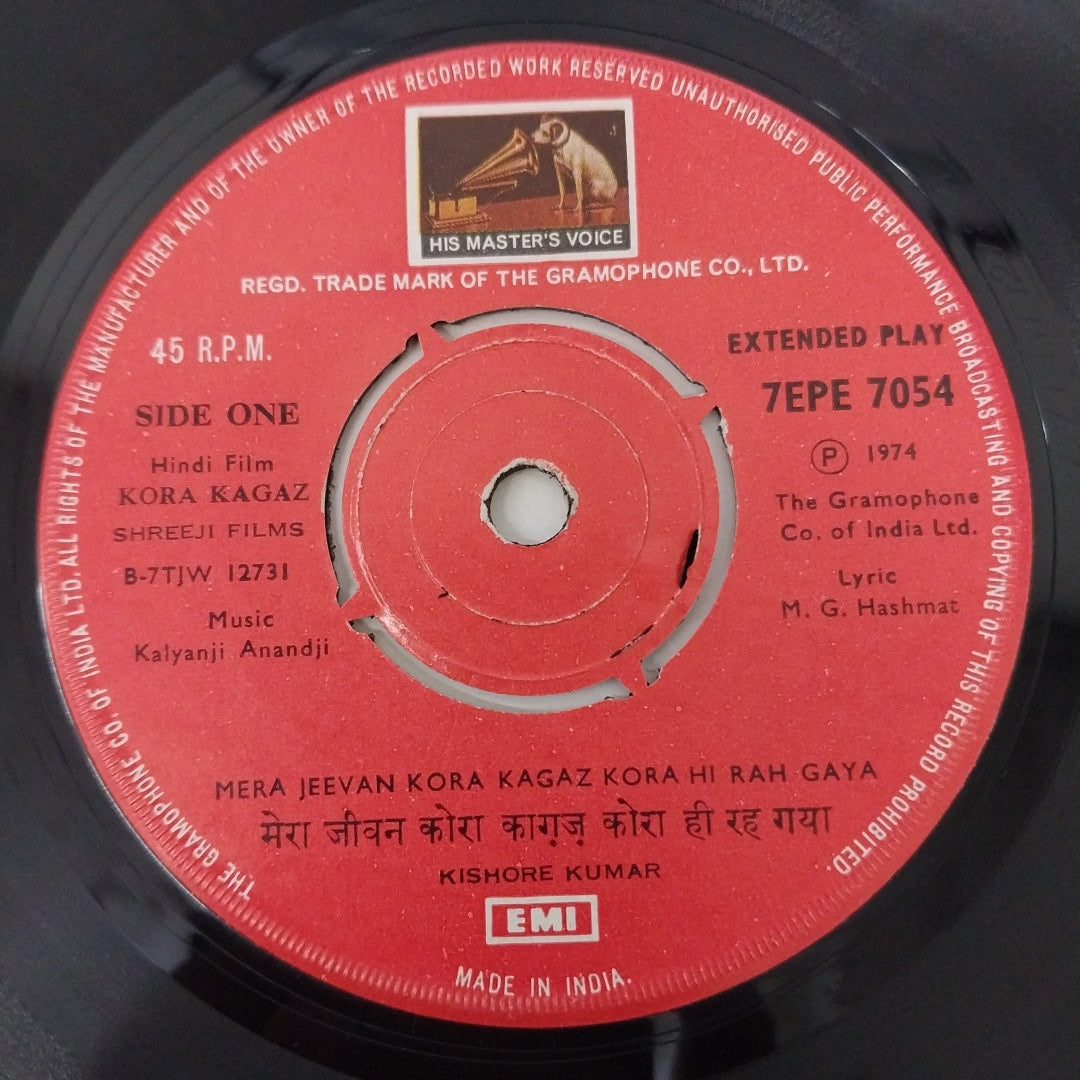 THE GRAMOPHONE CO. OF INDIA LTD. ALL RIGHTS OF THE MANUFACTURER AND OF THE OWNER OF THE RECORDED WORK RESERVED UNAUTHORISED PUBLIC PERFORMANCE BROADCASTING AND COPYING OF THIS RECORD PROHIBITED.
HIS MASTER'S VOICE
REGD. TRADE MARK OF THE GRAMOPHONE CO., LTD.
45 R.P.M.
SIDE ONE
Hindi Film
KORA KAGAZ
SHREEJI FILMS
B-7TJW 12731
Music
Kalyanji Anandji
EXTENDED PLAY
7EPE 7054
Ⓟ 1974
The Gramophone
Co. of India Ltd.
Lyric
M. G. Hashmat
MERA JEEVAN KORA KAGAZ KORA HI RAH GAYA
मेरा जीवन कोरा काग़ज़ कोरा ही रह गया
KISHORE KUMAR
EMI
MADE IN INDIA.